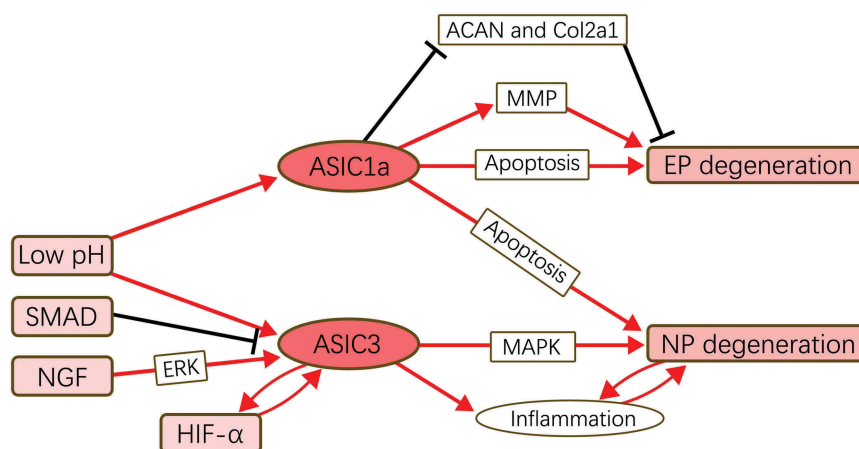 ACAN and Col2a1
MMP
ASIC1a
Apoptosis
EP degeneration
Apoptosis
Low pH
SMAD
ASIC3
MAPK
NP degeneration
NGF
ERK
HIF-α
Inflammation